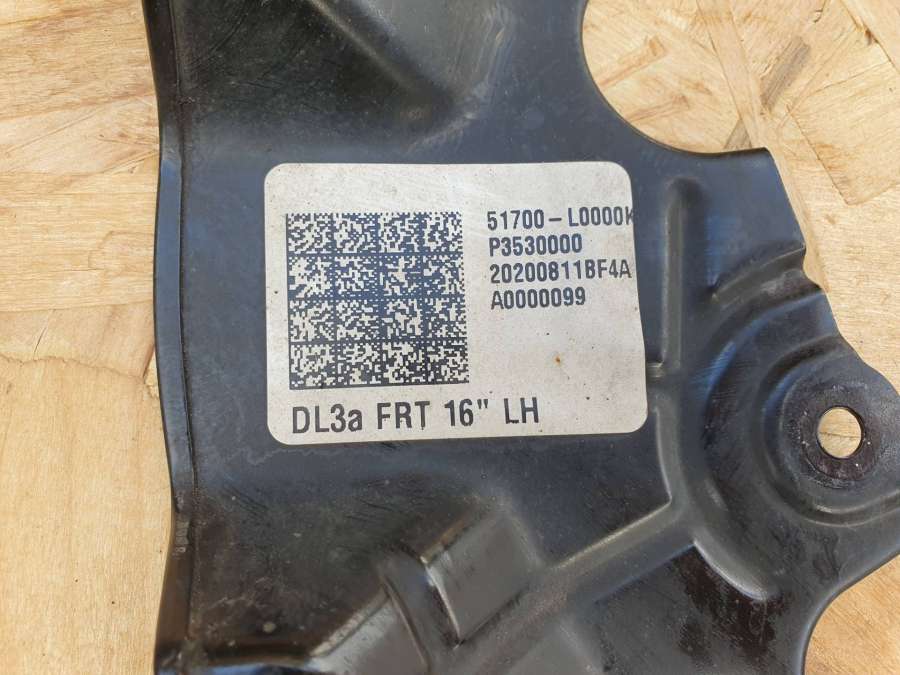 51700-L0000K
P3530000
20200811BF4A
A0000099
DL3a FRT 16" LH